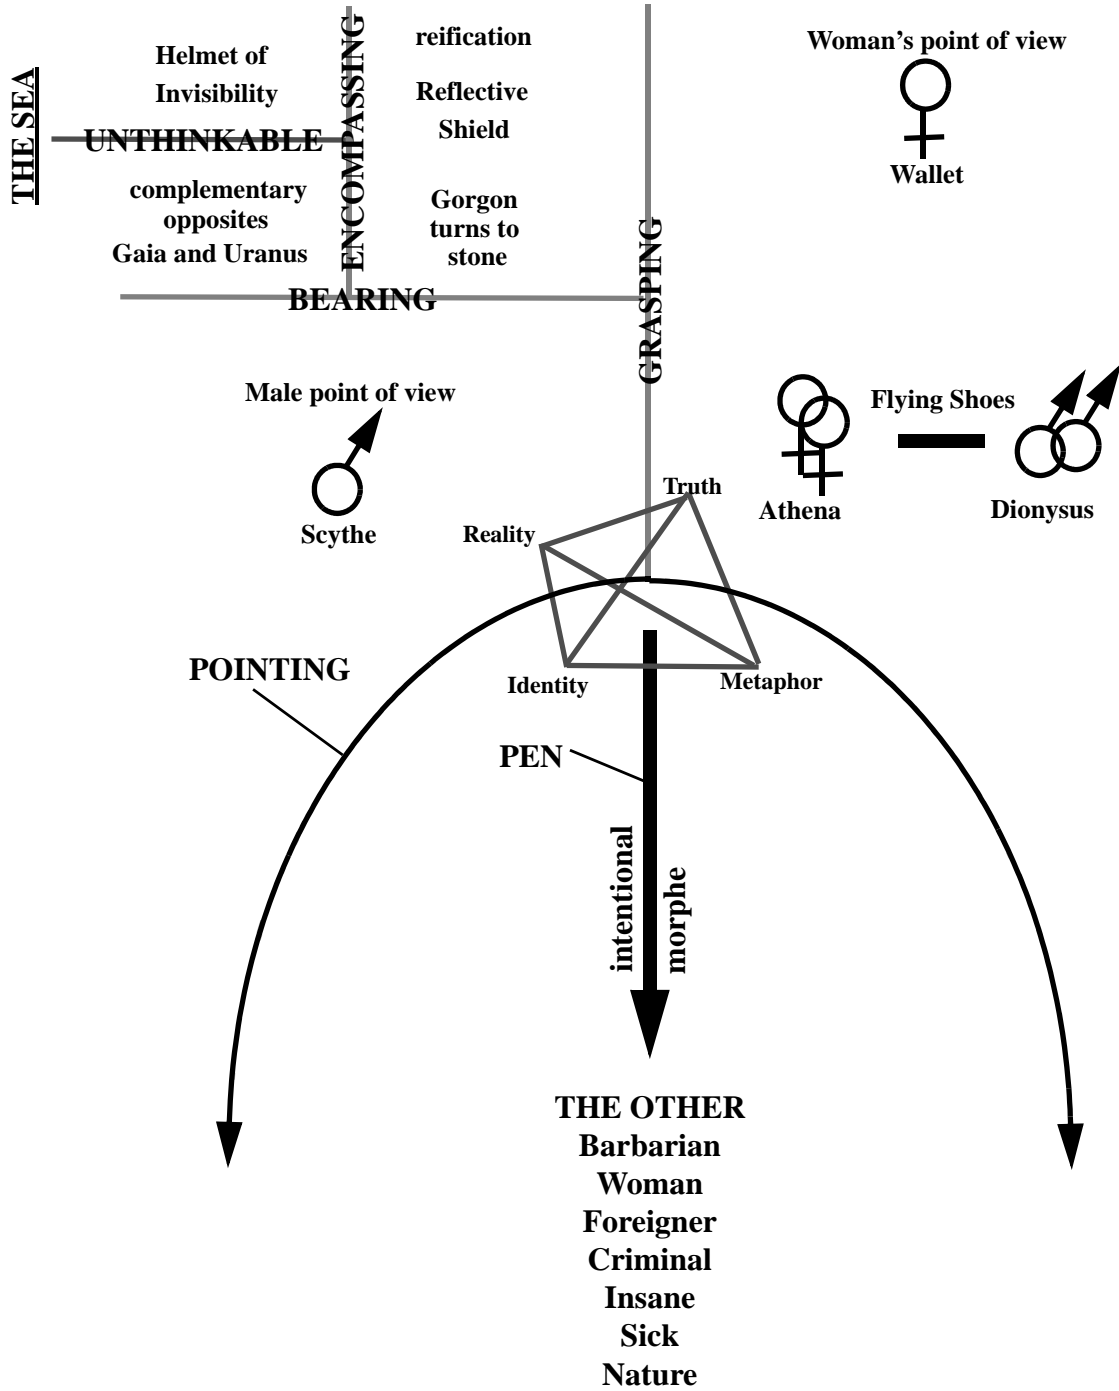 THE SEA
Helmet of
Invisibility
UNTHINKABLE
complementary
opposites
Gaia and Uranus
ENCOMPASSING
reification
Reflective
Shield
Gorgon
turns to
stone
BEARING
GRASPING
Woman's point of view
Wallet
Male point of view
Scythe
Flying Shoes
Athena
Dionysus
Truth
Reality
Identity
Metaphor
POINTING
PEN
intentional
morphe
THE OTHER
Barbarian
Woman
Foreigner
Criminal
Insane
Sick
Nature